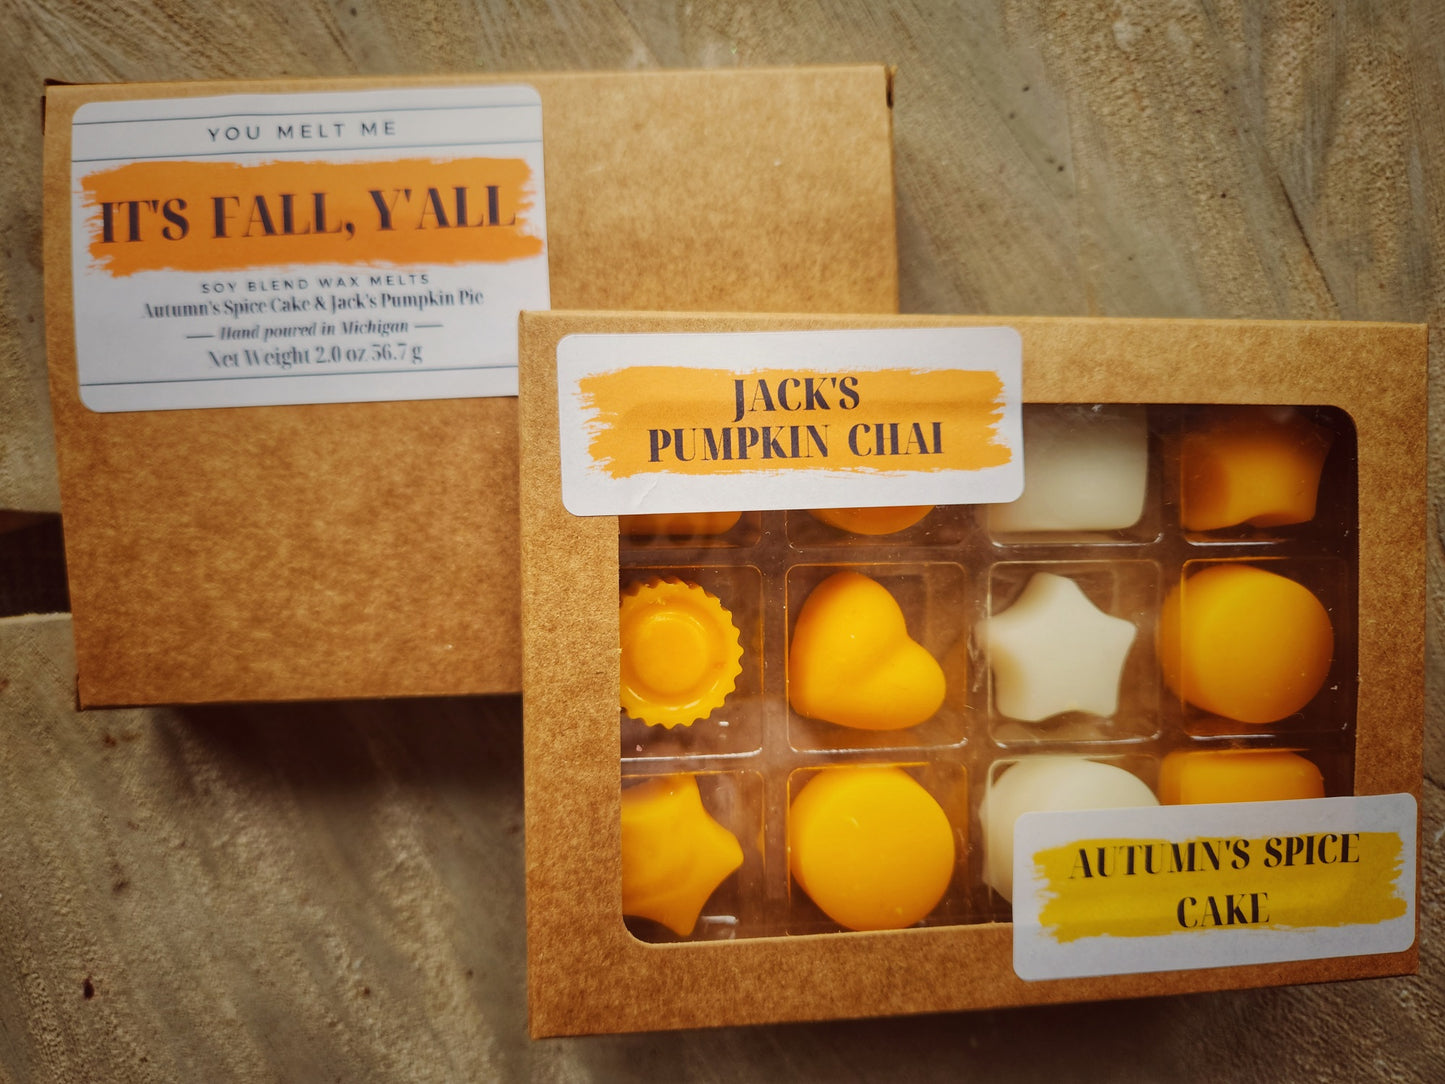 YOU MELT ME
IT'S FALL, Y'ALL
SOY BLEND WAX MELTS
Autumn's Spice Cake & Jack's Pumpkin Pie
Hand poured in Michigan
Net Weight 2.0 oz 56.7 g
JACK'S
PUMPKIN CHAI
AUTUMN'S SPICE
CAKE